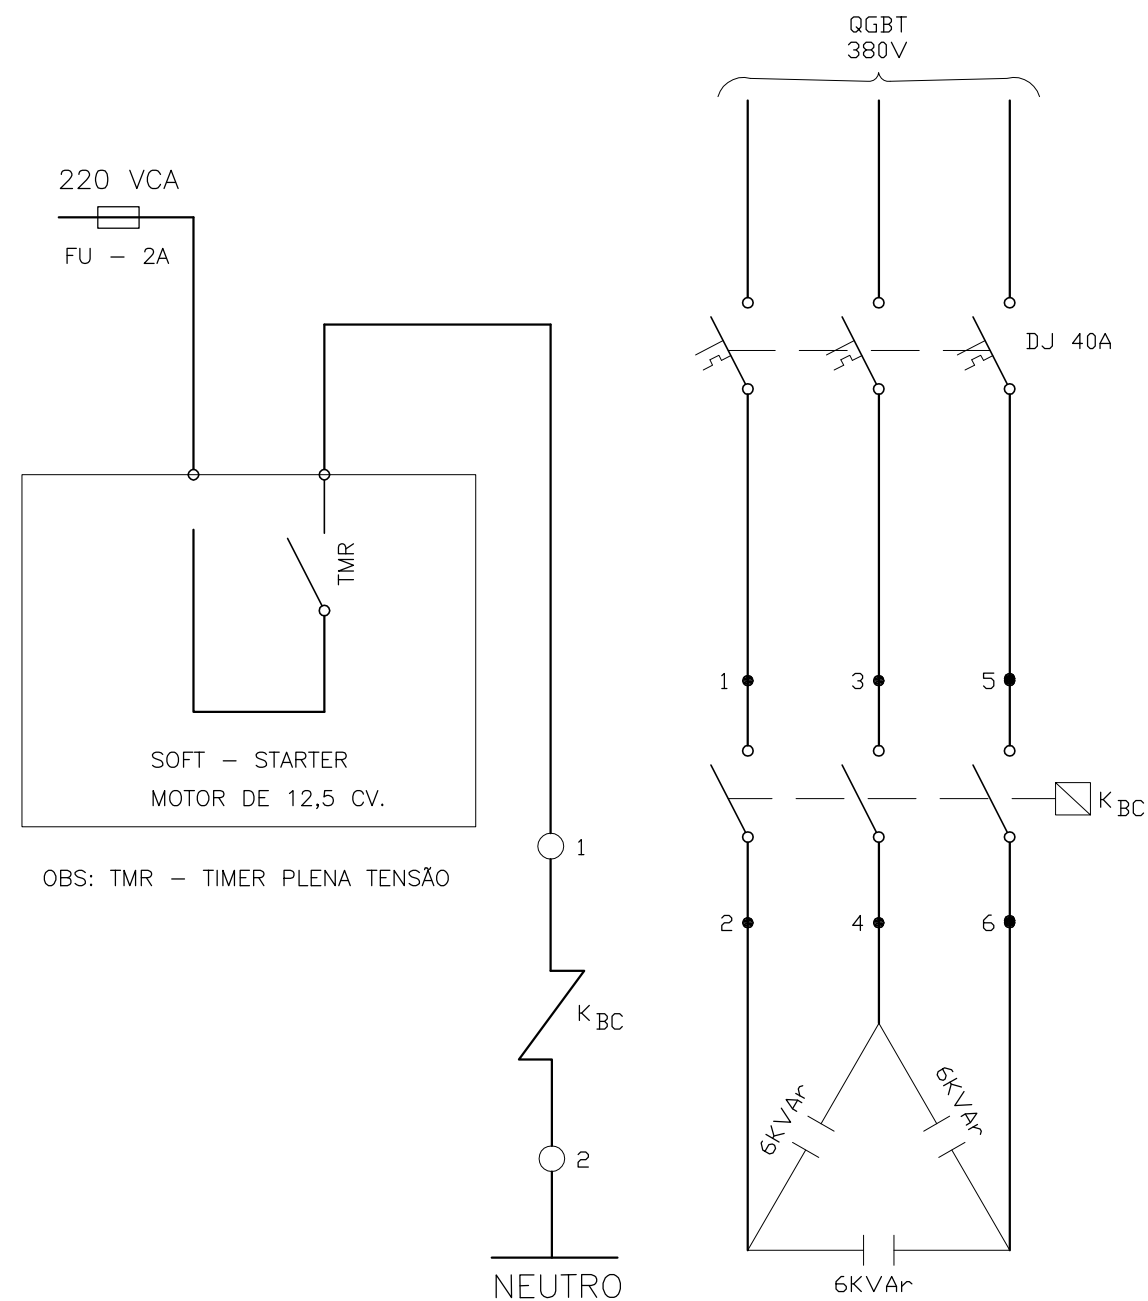 QGBT
380V
220 VCA
FU - 2A
DJ 40A
TMR
1
3
5
SOFT - STARTER
MOTOR DE 12,5 CV.
K BC
1
OBS: TMR - TIMER PLENA TENSÃO
2
4
6
K BC
6KVAr
6KVAr
2
6KVAr
NEUTRO